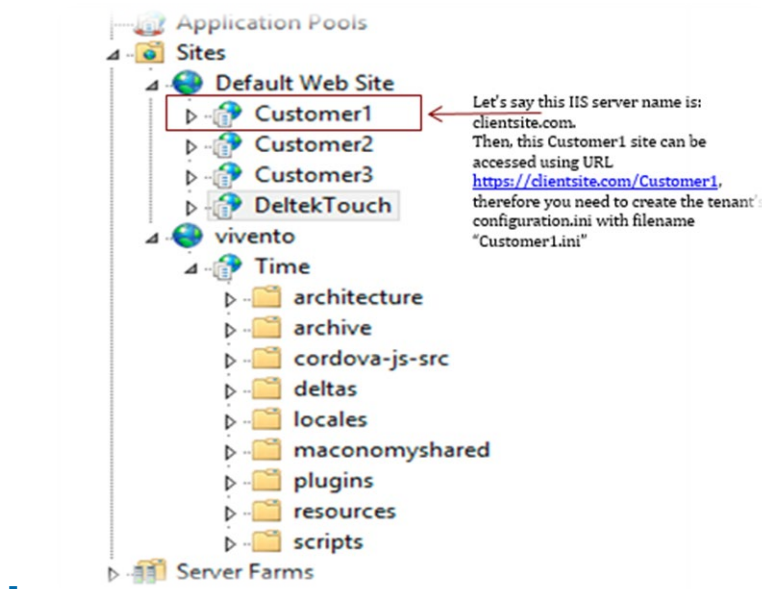 Application Pools
Sites
Default Web Site
Customer1
Customer2
Customer3
DeltekTouch
vivento
Time
architecture
archive
cordova-js-src
deltas
locales
maconomyshared
plugins
resources
scripts
Server Farms
Let's say this IIS server name is:
clientsite.com.
Then, this Customer1 site can be
accessed using URL
https://clientsite.com/Customer1,
therefore you need to create the tenant's
configuration.ini with filename
"Customer1.ini"